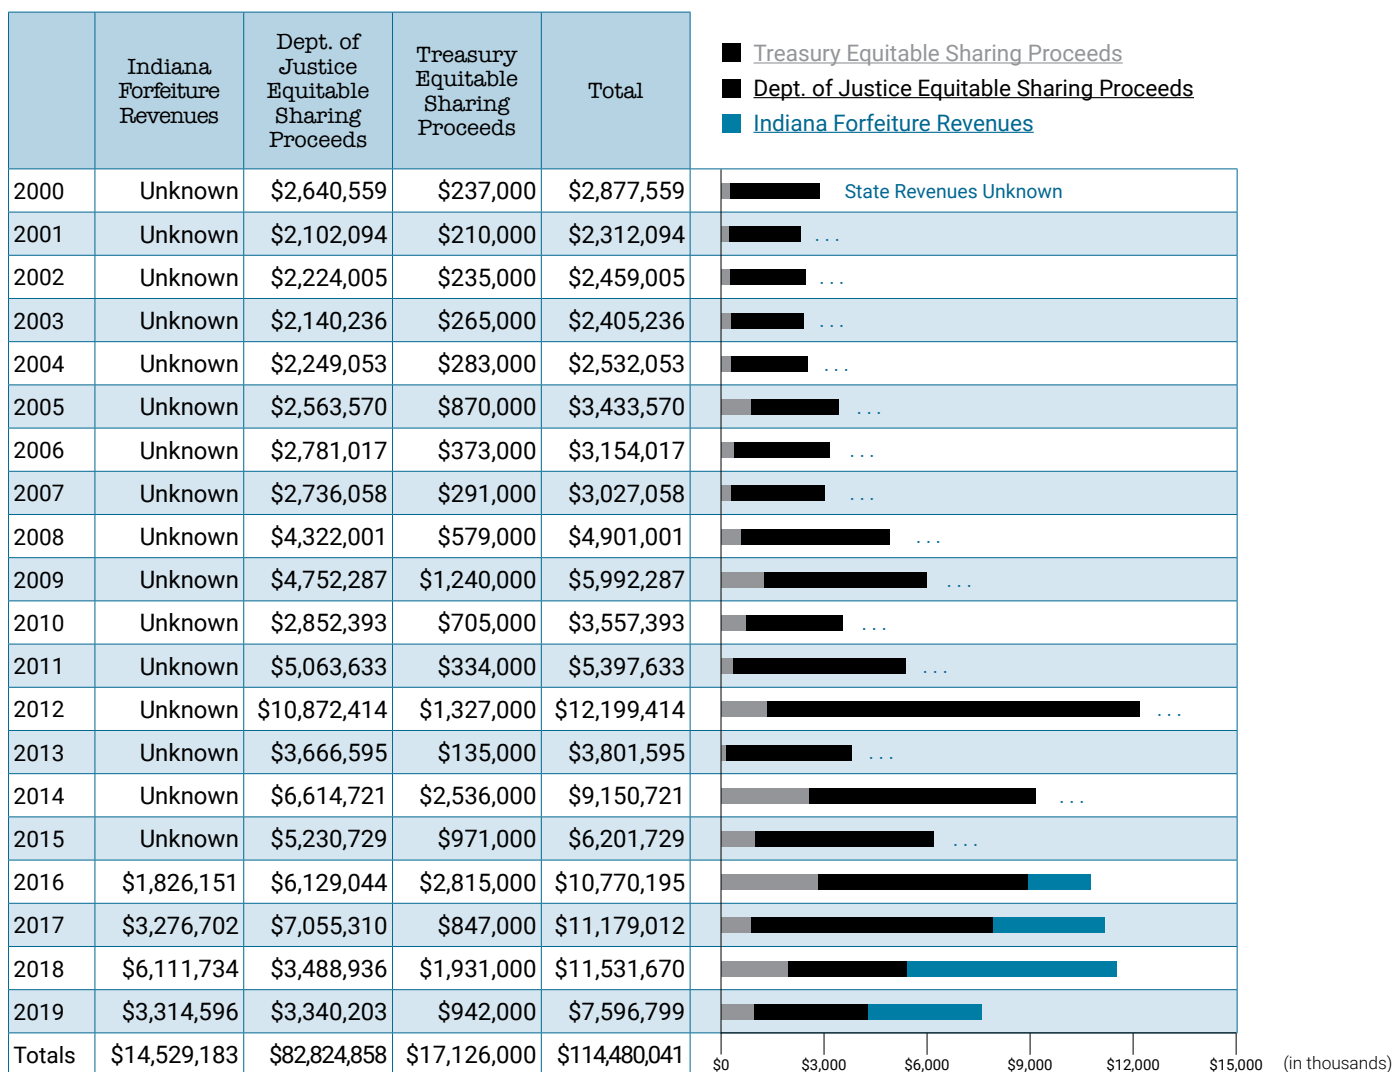 Indiana
Forfeiture
Revenues
Dept. of
Justice
Equitable
Sharing
Proceeds
Treasury
Equitable
Sharing
Proceeds
Total
Treasury Equitable Sharing Proceeds
Dept. of Justice Equitable Sharing Proceeds
Indiana Forfeiture Revenues
2000 Unknown $2,640,559 $237,000 $2,877,559 State Revenues Unknown
2001 Unknown $2,102,094 $210,000 $2,312,094 ...
2002 Unknown $2,224,005 $235,000 $2,459,005 ...
2003 Unknown $2,140,236 $265,000 $2,405,236 ...
2004 Unknown $2,249,053 $283,000 $2,532,053 ...
2005 Unknown $2,563,570 $870,000 $3,433,570 ...
2006 Unknown $2,781,017 $373,000 $3,154,017 ...
2007 Unknown $2,736,058 $291,000 $3,027,058 ...
2008 Unknown $4,322,001 $579,000 $4,901,001 ...
2009 Unknown $4,752,287 $1,240,000 $5,992,287 ...
2010 Unknown $2,852,393 $705,000 $3,557,393 ...
2011 Unknown $5,063,633 $334,000 $5,397,633 ...
2012 Unknown $10,872,414 $1,327,000 $12,199,414 ...
2013 Unknown $3,666,595 $135,000 $3,801,595 ...
2014 Unknown $6,614,721 $2,536,000 $9,150,721 ...
2015 Unknown $5,230,729 $971,000 $6,201,729 ...
2016 $1,826,151 $6,129,044 $2,815,000 $10,770,195
2017 $3,276,702 $7,055,310 $847,000 $11,179,012
2018 $6,111,734 $3,488,936 $1,931,000 $11,531,670
2019 $3,314,596 $3,340,203 $942,000 $7,596,799
Totals $14,529,183 $82,824,858 $17,126,000 $114,480,041
$0 $3,000 $6,000 $9,000 $12,000 $15,000 (in thousands)